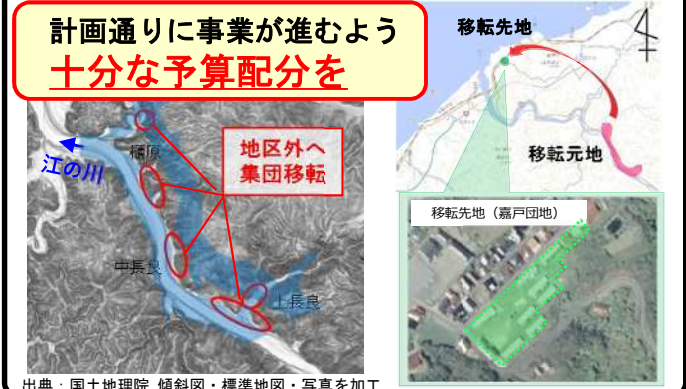 計画通りに事業が進むよう
十分な予算配分を
移転先地
江の川
榎原
地区外へ
集団移転
移転元地
移転先地（嘉戸団地）
中長良
上長良
出典：国土地理院 傾斜図・標準地図・写真を加工